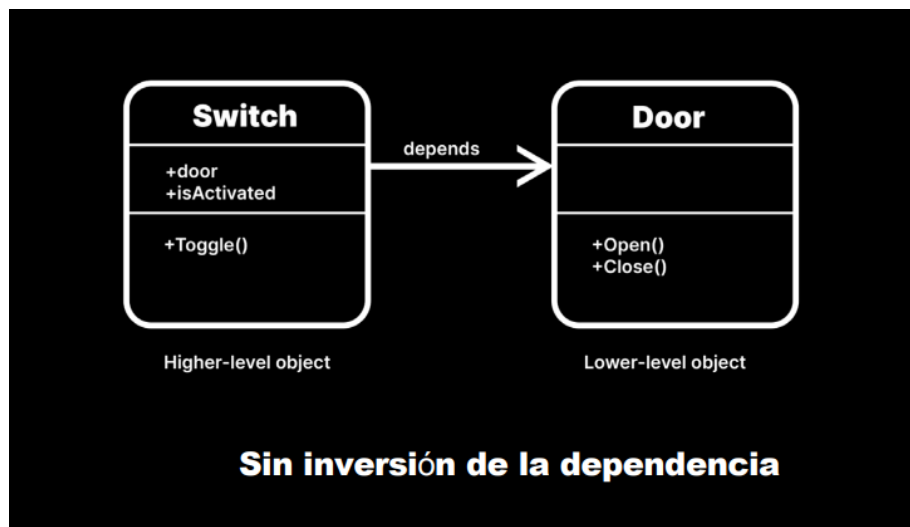 Switch
+door
+isActivated
+Toggle()
depends
Door
+Open()
+Close()
Higher-level object
Lower-level object
Sin inversión de la dependencia